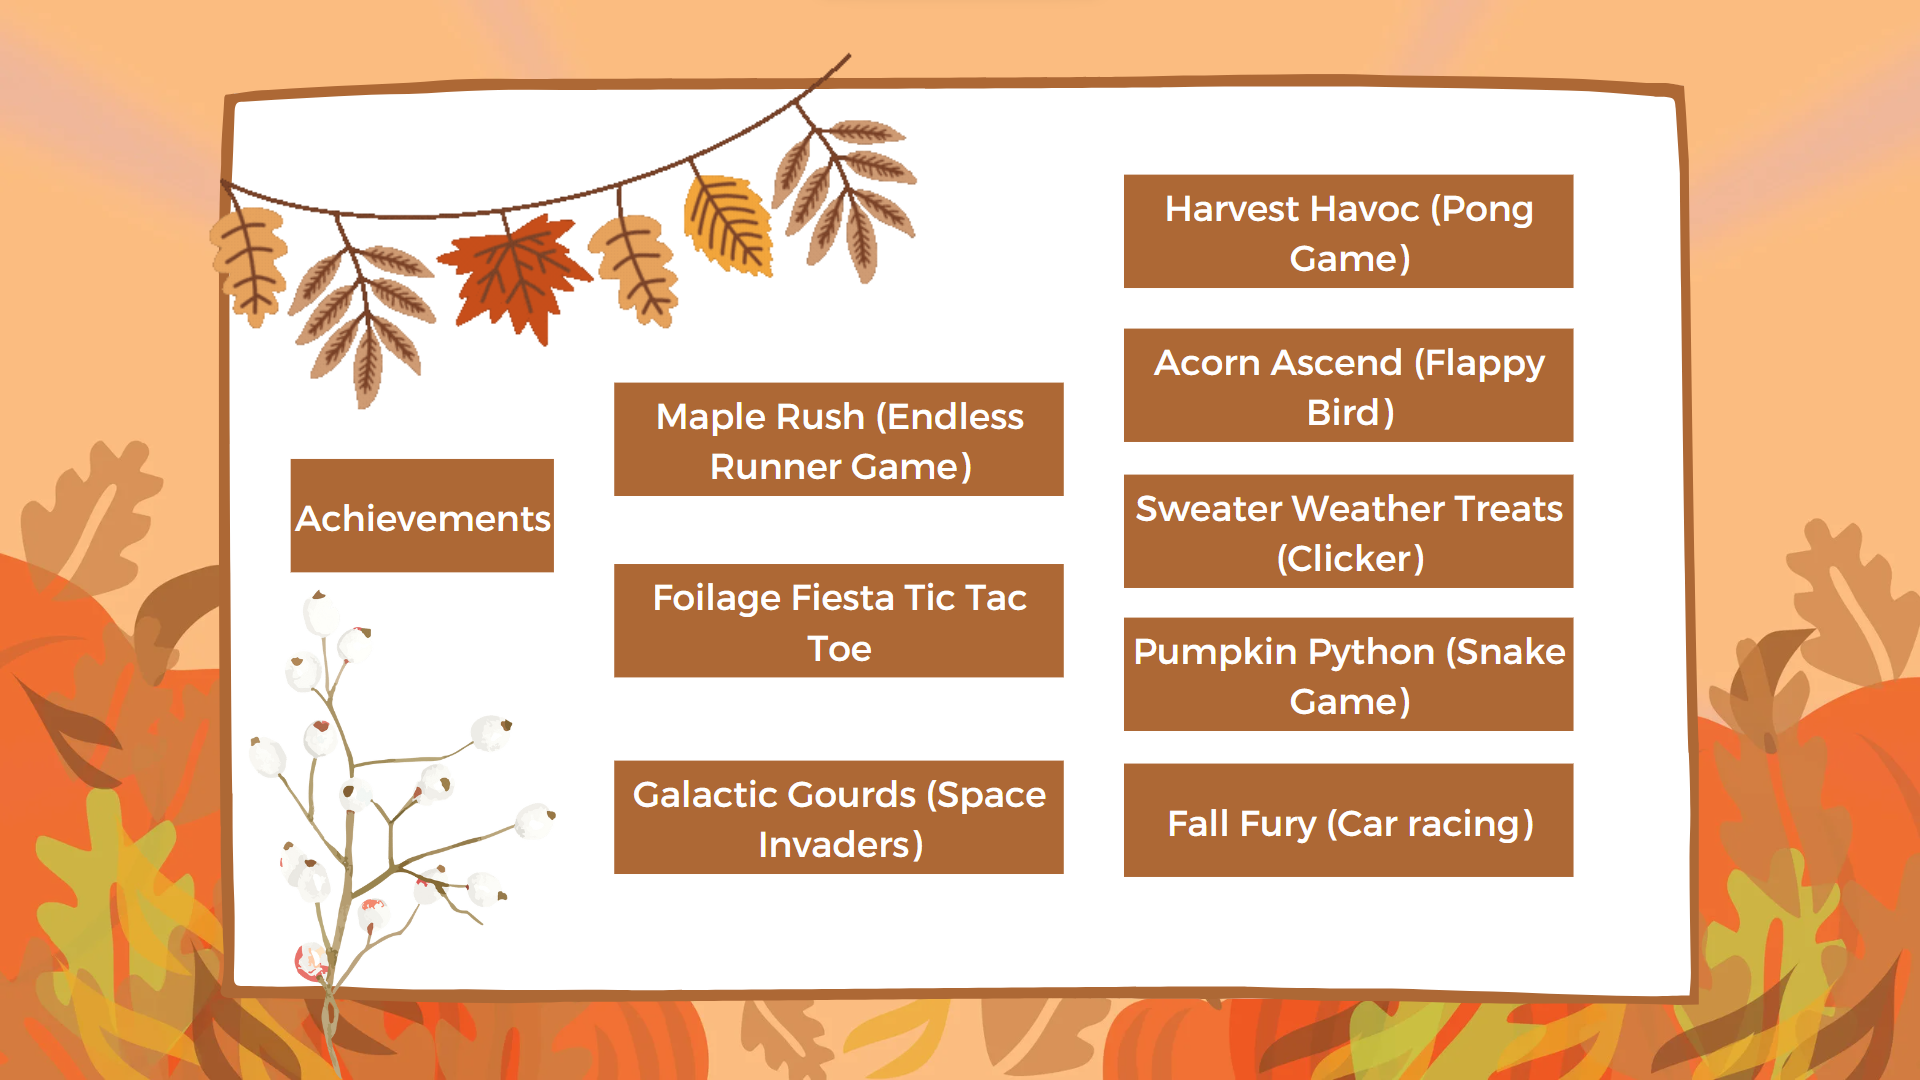 Achievements
Maple Rush (Endless
Runner Game)
Foilage Fiesta Tic Tac
Toe
Galactic Gourds (Space
Invaders)
Harvest Havoc (Pong
Game)
Acorn Ascend (Flappy
Bird)
Sweater Weather Treats
(Clicker)
Pumpkin Python (Snake
Game)
Fall Fury (Car racing)